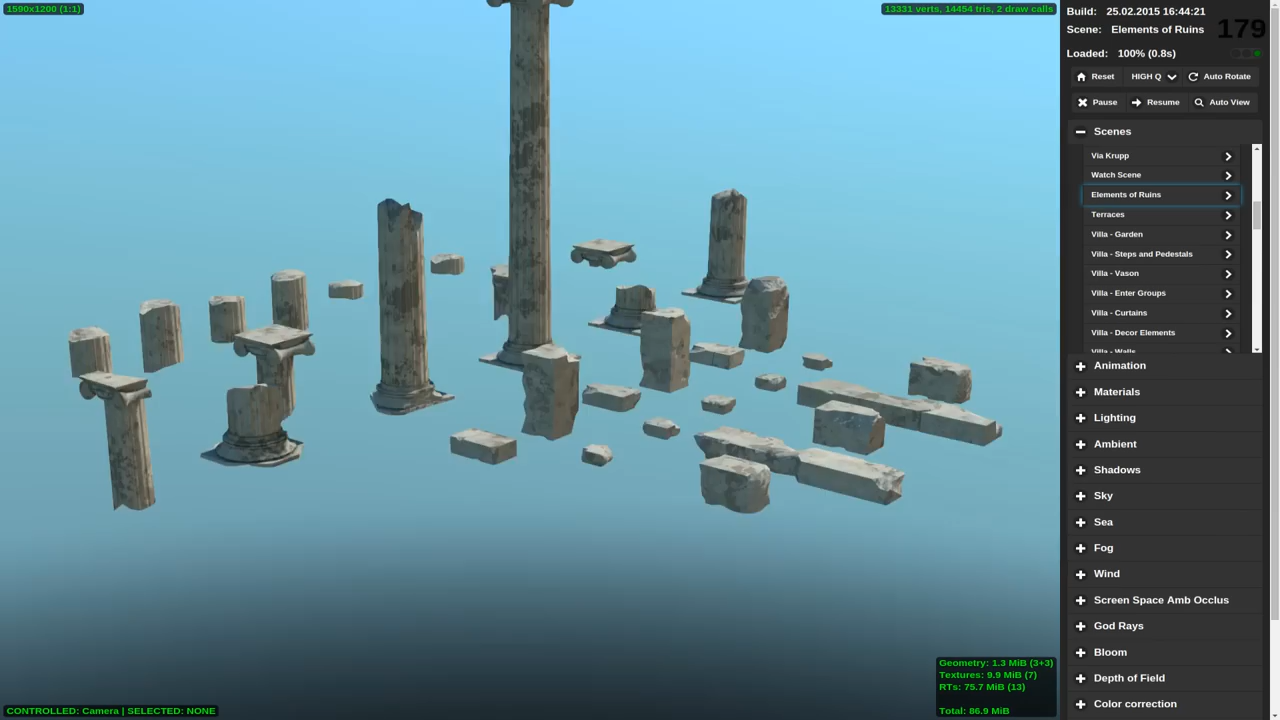 1590x1200 (1:1)
13331 verts, 14454 tris, 2 draw calls
Build: 25.02.2015 16:44:21
Scene: Elements of Ruins
179
Loaded: 100% (0.8s)
Reset
HIGH Q
Auto Rotate
Pause
Resume
Auto View
Scenes
Via Krupp
Watch Scene
Elements of Ruins
Terraces
Villa - Garden
Villa - Steps and Pedestals
Villa - Vason
Villa - Enter Groups
Villa - Curtains
Villa - Decor Elements
Villa - Walls
Animation
Materials
Lighting
Ambient
Shadows
Sky
Sea
Fog
Wind
Screen Space Amb Occlus
God Rays
Bloom
Depth of Field
Color correction
Geometry: 1.3 MiB (3+3)
Textures: 9.9 MiB (7)
RTs: 75.7 MiB (13)
Total: 86.9 MiB
CONTROLLED: Camera | SELECTED: NONE